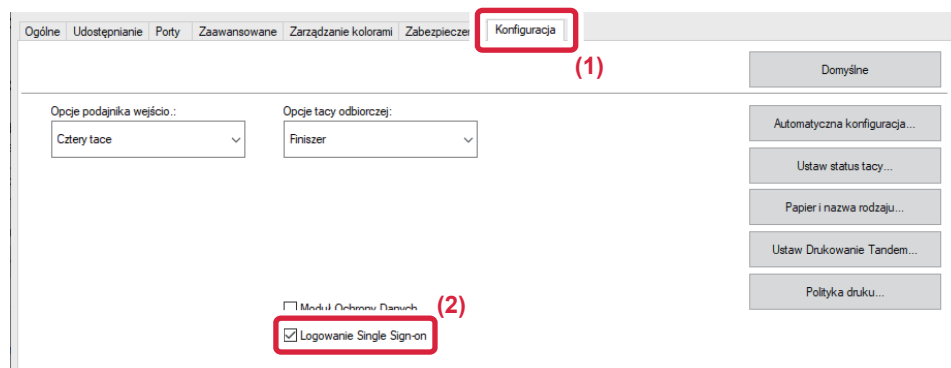 Ogólne Udostępnianie Porty Zaawansowane Zarządzanie kolorami Zabezpieczen Konfiguracja
(1)
Domyślne
Opcje podajnika wejścio.: Opcje tacy odbiorczej:
Cztery tace Finiszer
Automatyczna konfiguracja...
Ustaw status tacy...
Papier i nazwa rodzaju...
Ustaw Drukowanie Tandem...
Polityka druku...
Moduł Ochrony Danych
(2)
Logowanie Single Sign-on